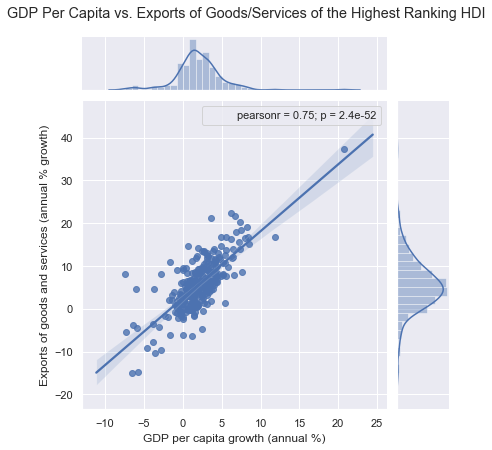 GDP Per Capita vs. Exports of Goods/Services of the Highest Ranking HDI
pearsonr = 0.75; p = 2.4e-52
Exports of goods and services (annual % growth)
40
30
20
10
0
−10
−20
−10 −5 0 5 10 15 20 25
GDP per capita growth (annual %)